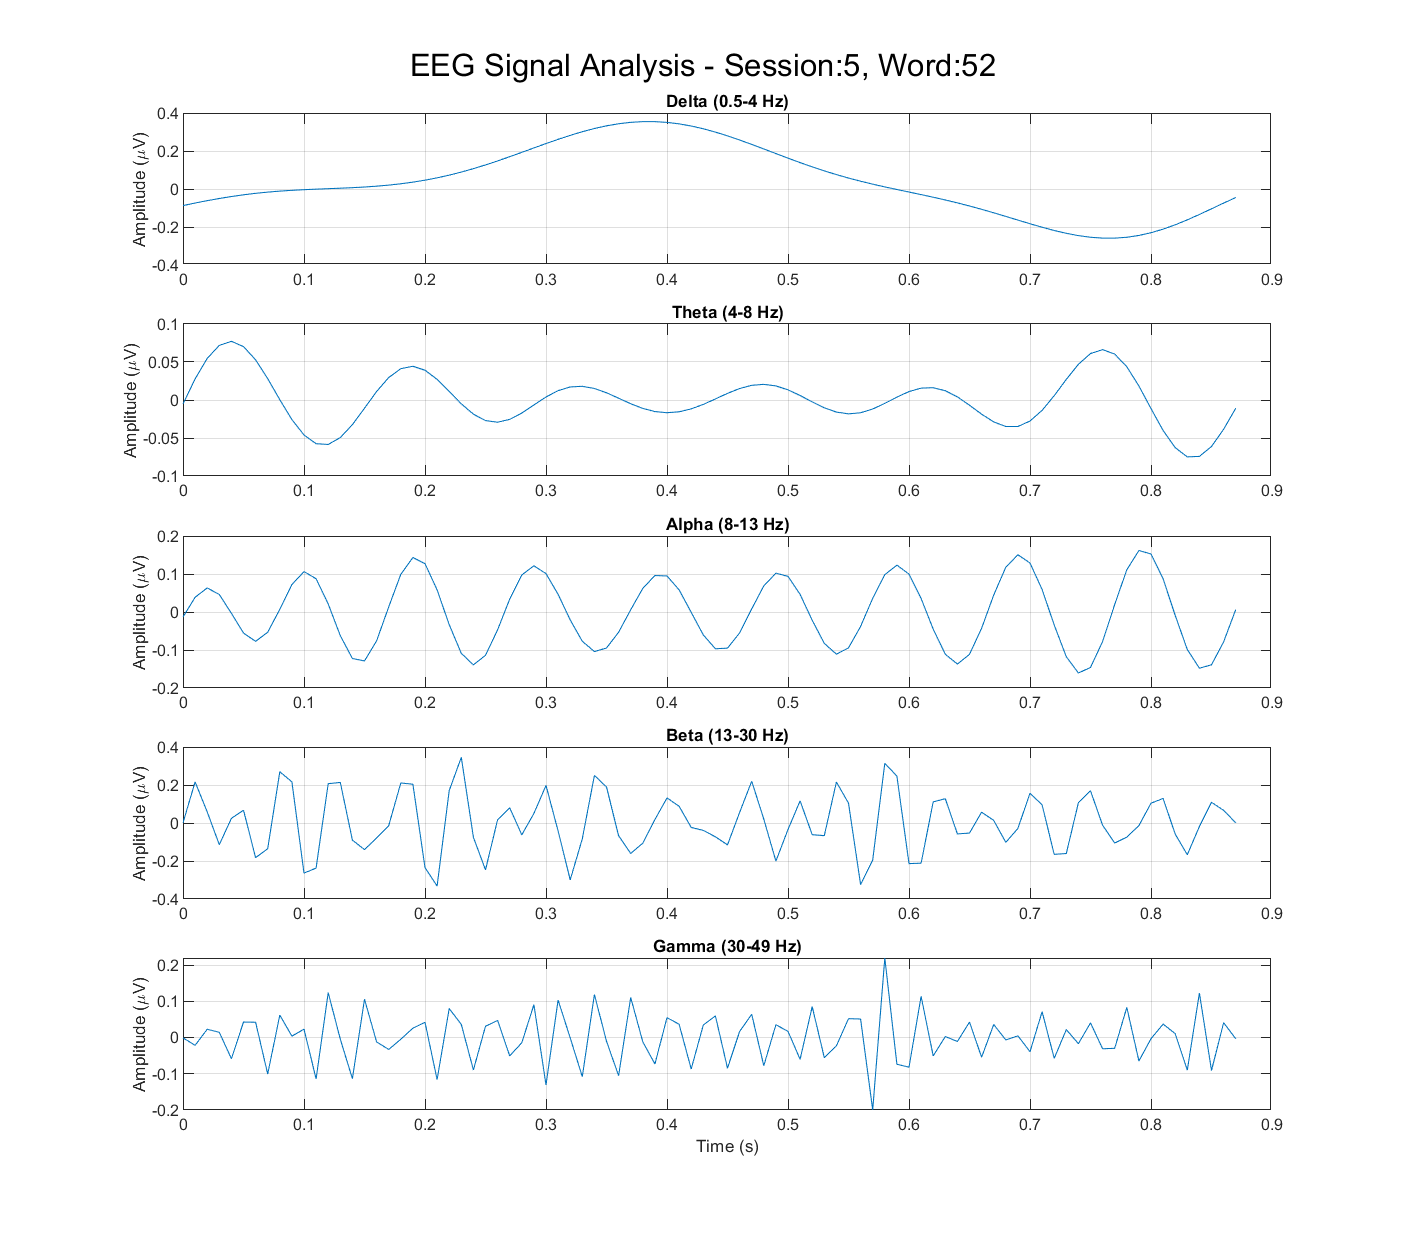 EEG Signal Analysis - Session:5, Word:52
Delta (0.5-4 Hz)
Amplitude (μV)
0.4
0.2
0
-0.2
-0.4
0 0.1 0.2 0.3 0.4 0.5 0.6 0.7 0.8 0.9
Theta (4-8 Hz)
Amplitude (μV)
0.1
0.05
0
-0.05
-0.1
0 0.1 0.2 0.3 0.4 0.5 0.6 0.7 0.8 0.9
Alpha (8-13 Hz)
Amplitude (μV)
0.2
0.1
0
-0.1
-0.2
0 0.1 0.2 0.3 0.4 0.5 0.6 0.7 0.8 0.9
Beta (13-30 Hz)
Amplitude (μV)
0.4
0.2
0
-0.2
-0.4
0 0.1 0.2 0.3 0.4 0.5 0.6 0.7 0.8 0.9
Gamma (30-49 Hz)
Amplitude (μV)
0.2
0.1
0
-0.1
-0.2
0 0.1 0.2 0.3 0.4 0.5 0.6 0.7 0.8 0.9
Time (s)